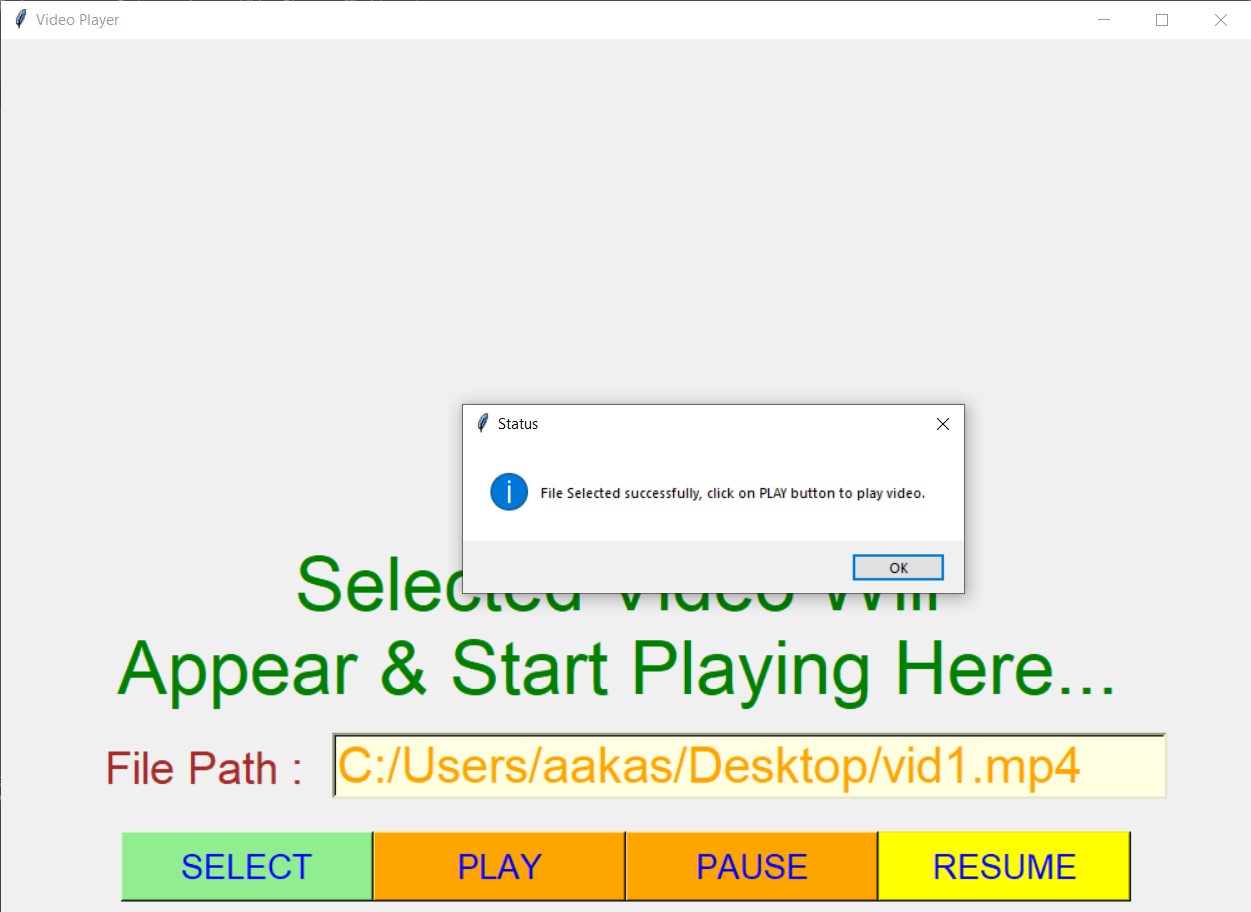 Video Player
Status
File Selected successfully, click on PLAY button to play video.
OK
Selected Video Will
Appear & Start Playing Here...
File Path : C:/Users/aakas/Desktop/vid1.mp4
SELECT PLAY PAUSE RESUME